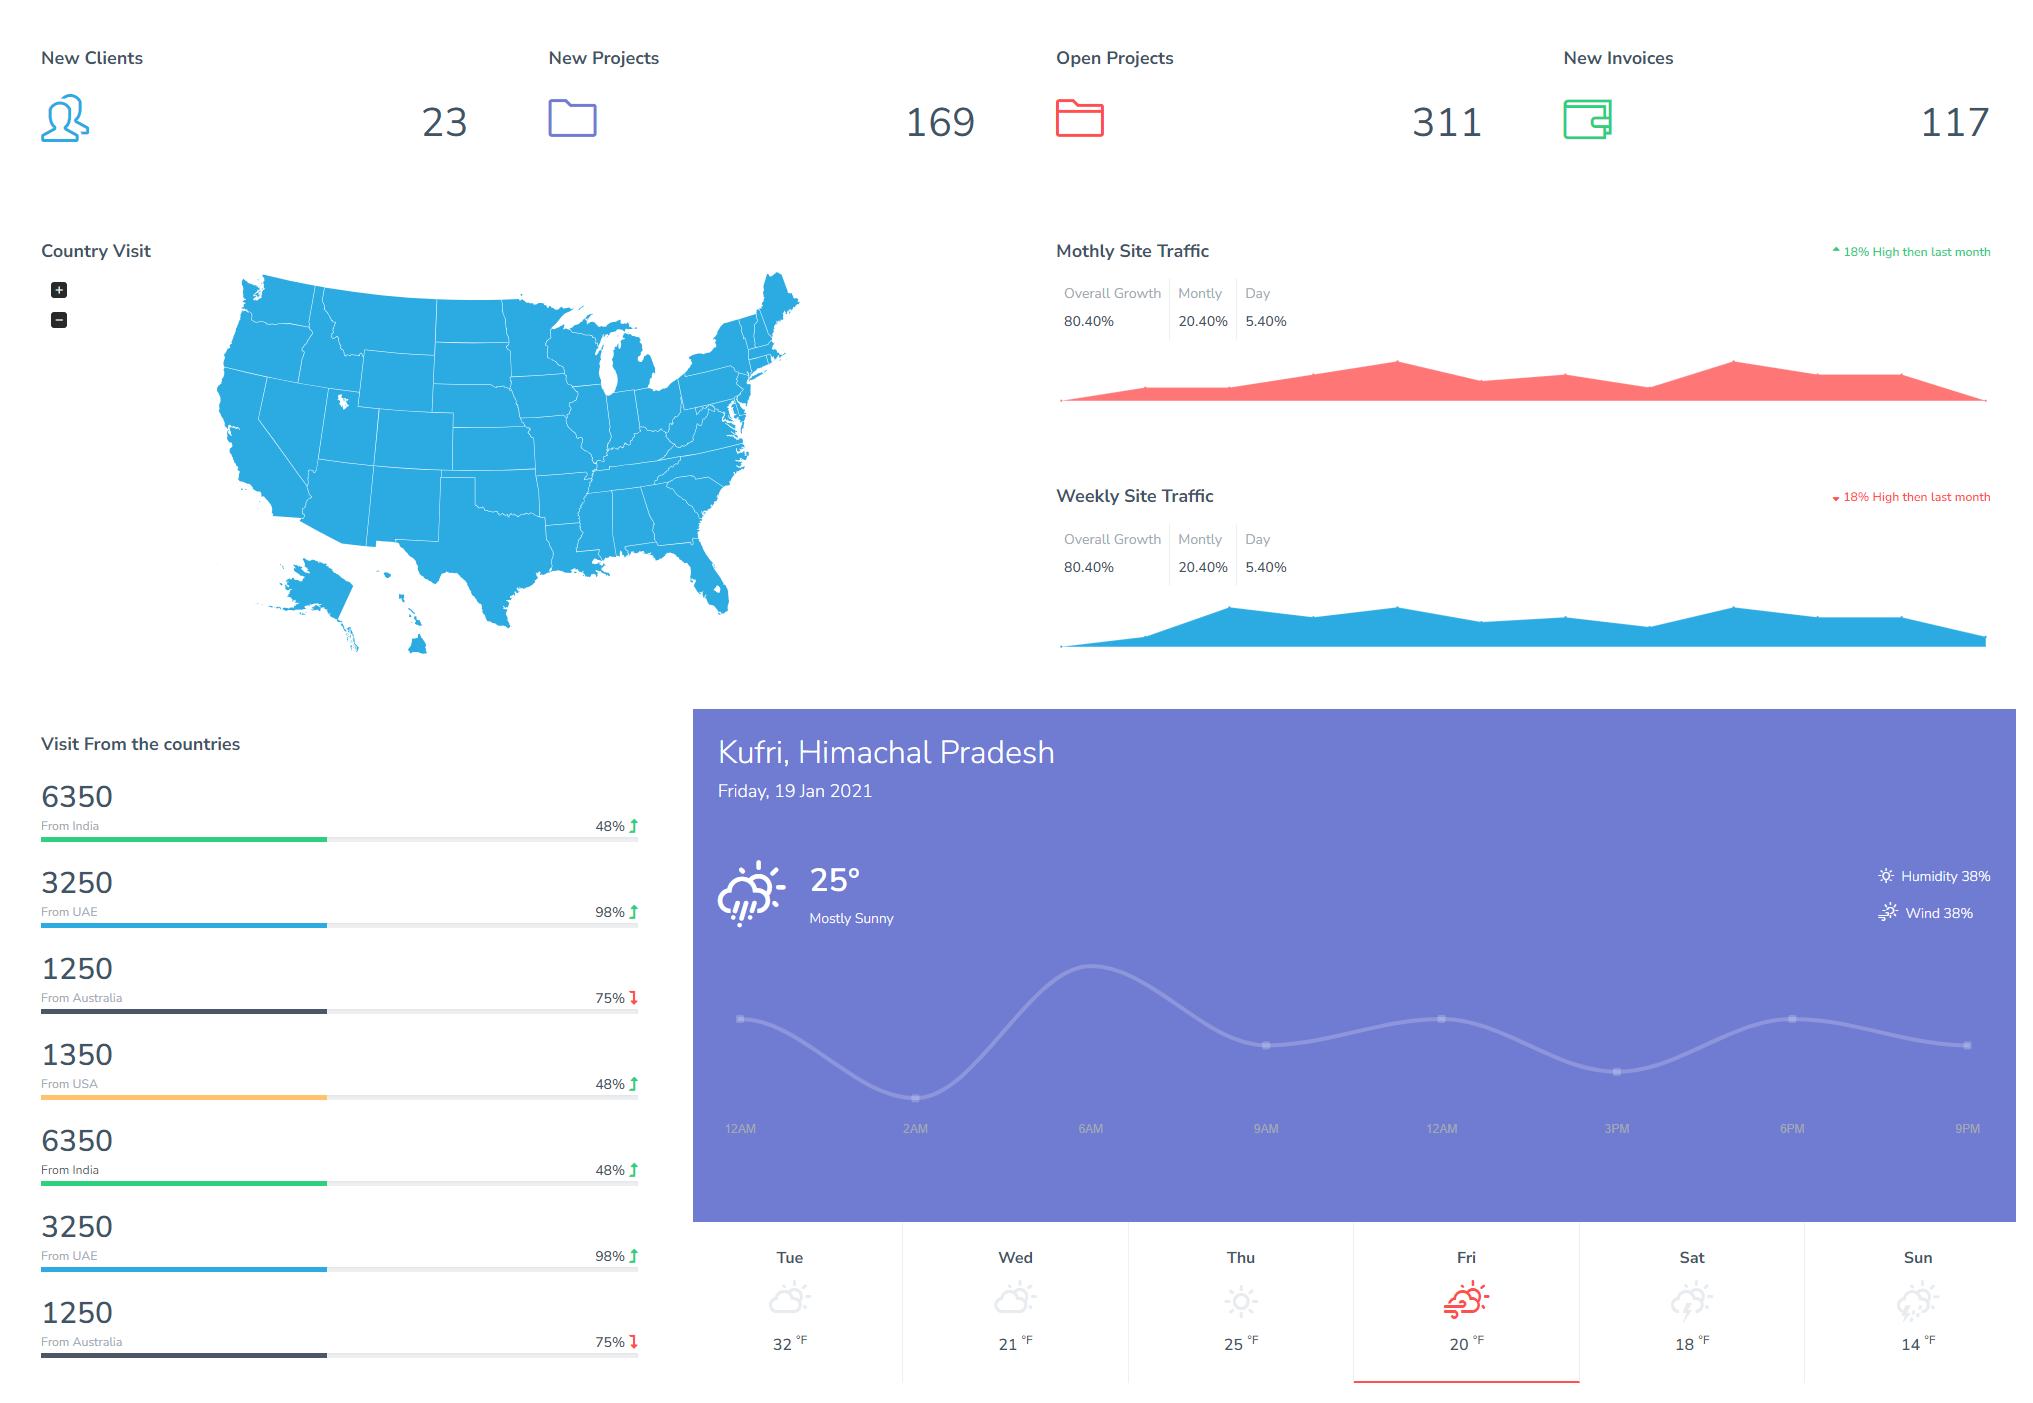 New Clients
23
New Projects
169
Open Projects
311
New Invoices
117
Country Visit
+
−
Mothly Site Traffic
18% High then last month
Overall Growth Montly Day
80.40% 20.40% 5.40%
Weekly Site Traffic
18% High then last month
Overall Growth Montly Day
80.40% 20.40% 5.40%
Visit From the countries
6350
From India 48%
3250
From UAE 98%
1250
From Australia 75%
1350
From USA 48%
6350
From India 48%
3250
From UAE 98%
1250
From Australia 75%
Kufri, Himachal Pradesh
Friday, 19 Jan 2021
25°
Mostly Sunny
Humidity 38%
Wind 38%
12AM 2AM 6AM 9AM 12AM 3PM 6PM 9PM
Tue Wed Thu Fri Sat Sun
32 °F 21 °F 25 °F 20 °F 18 °F 14 °F